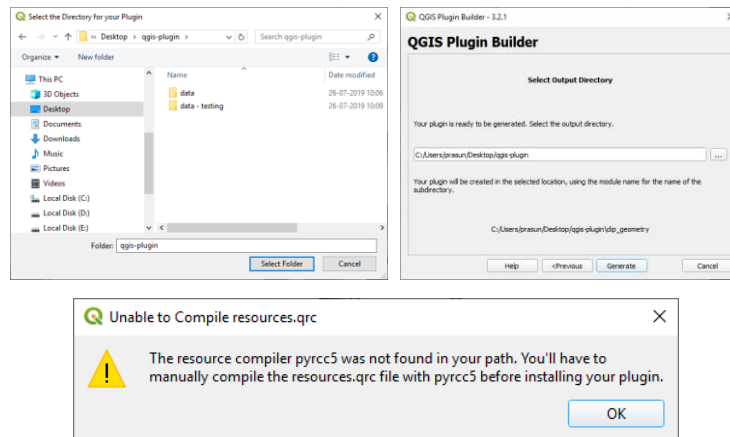 Select the Directory for your Plugin
« Desktop > qgis-plugin >
Search qgis-plugin
Organize
New folder
This PC
3D Objects
Desktop
Documents
Downloads
Music
Pictures
Videos
Local Disk (C:)
Local Disk (D:)
Local Disk (E:)
Name
Date modified
data
26-07-2019 10:06
data - testing
26-07-2019 10:09
Folder:
qgis-plugin
Select Folder
Cancel
QGIS Plugin Builder - 3.2.1
QGIS Plugin Builder
Select Output Directory
Your plugin is ready to be generated. Select the output directory.
C:/Users/prasun/Desktop/qgis-plugin
...
Your plugin will be created in the selected location, using the module name for the name of the
subdirectory.
C:/Users/prasun/Desktop/qgis-plugin\dip_geometry
Help
<Previous
Generate
Cancel
Unable to Compile resources.qrc
The resource compiler pyrcc5 was not found in your path. You'll have to
manually compile the resources.qrc file with pyrcc5 before installing your plugin.
OK